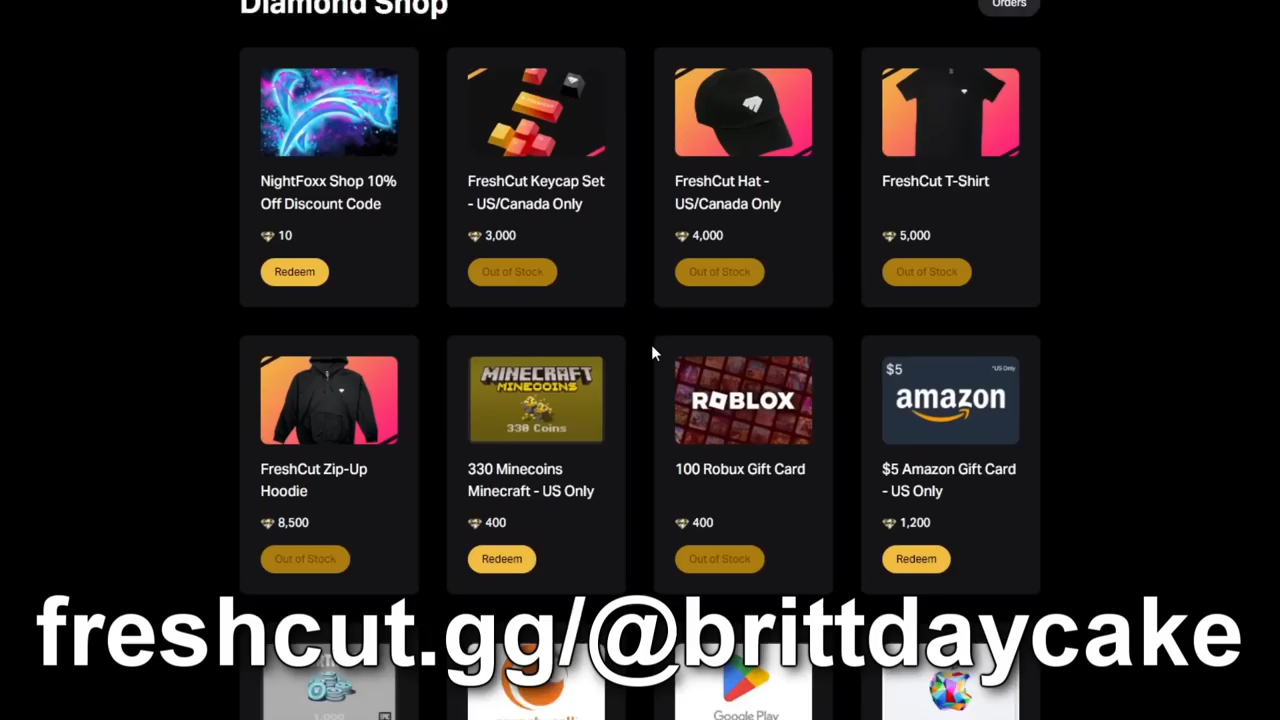 Diamond Shop
Orders
NightFoxx Shop 10%
Off Discount Code
10
Redeem
FreshCut Keycap Set
- US/Canada Only
3,000
Out of Stock
FreshCut Hat -
US/Canada Only
4,000
Out of Stock
FreshCut T-Shirt
5,000
Out of Stock
FreshCut Zip-Up
Hoodie
8,500
Out of Stock
MINECRAFT
MINECOINS
330 Coins
330 Minecoins
Minecraft - US Only
400
Redeem
ROBLOX
100 Robux Gift Card
400
Out of Stock
$5
*US Only
amazon
$5 Amazon Gift Card
- US Only
1,200
Redeem
freshcut.gg/@brittdaycake
1,000
EPIC
Google Play